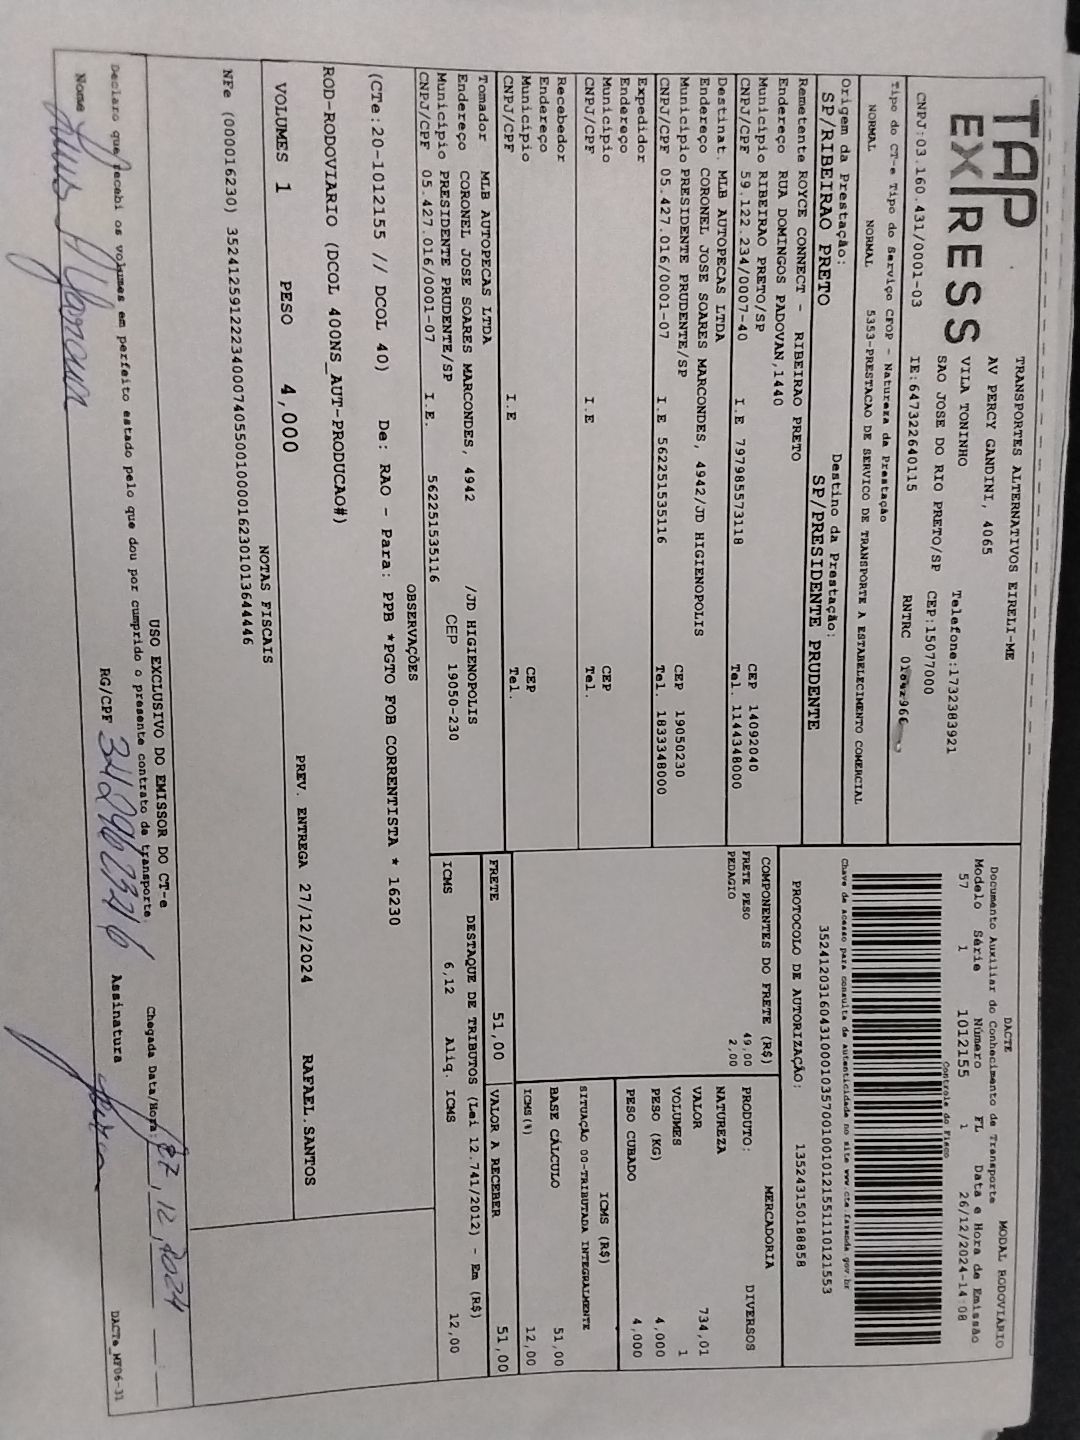 TAP
EXPRESS
TRANSPORTES ALTERNATIVOS EIRELI-ME
AV PERCY GANDINI, 4065
VILA TONINHO Telefone:1732383921
SAO JOSE DO RIO PRETO/SP CEP:15077000
CNPJ:03.160.431/0001-03 IE:647322640115 RNTRC
DACTE MODAL RODOVIÁRIO
Documento Auxiliar do Conhecimento de Transporte
Modelo Série Número FL Data e Hora de Emissão
57 1 1012155 1 26/12/2024-14:08
Controle do Fisco
Tipo do CT-e Tipo do Serviço CFOP - Natureza da Prestação
NORMAL NORMAL 5353-PRESTACAO DE SERVICO DE TRANSPORTE A ESTABELECIMENTO COMERCIAL
Chave de acesso para consulta de autenticidade no site www.cte.fazenda.gov.br
35241203160431000103570010010121551110121553
Origem da Prestação: Destino da Prestação:
SP/RIBEIRAO PRETO SP/PRESIDENTE PRUDENTE
PROTOCOLO DE AUTORIZAÇÃO: 135243150188858
Remetente ROYCE CONNECT - RIBEIRAO PRETO
Endereço RUA DOMINGOS PADOVAN,1440
Município RIBEIRAO PRETO/SP CEP 14092040
CNPJ/CPF 59.122.234/0007-40 I.E 797985573118 Tel. 1144348000
Destinat. MLB AUTOPECAS LTDA
Endereço CORONEL JOSE SOARES MARCONDES, 4942/JD HIGIENOPOLIS
Município PRESIDENTE PRUDENTE/SP CEP 19050230
CNPJ/CPF 05.427.016/0001-07 I.E 562251535116 Tel. 1833348000
Expedidor
Endereço
Município CEP
CNPJ/CPF I.E Tel.
Recebedor
Endereço
Município CEP
CNPJ/CPF I.E Tel.
Tomador MLB AUTOPECAS LTDA
Endereço CORONEL JOSE SOARES MARCONDES, 4942 /JD HIGIENOPOLIS
Município PRESIDENTE PRUDENTE/SP CEP 19050-230
CNPJ/CPF 05.427.016/0001-07 I.E. 562251535116
COMPONENTES DO FRETE (R$)
FRETE PESO 49,00
PEDAGIO 2,00
MERCADORIA
PRODUTO: DIVERSOS
NATUREZA
VALOR 734,01
VOLUMES 1
PESO (KG) 4,000
PESO CUBADO 4,000
ICMS (R$)
SITUAÇÃO 00-TRIBUTADA INTEGRALMENTE
BASE CÁLCULO 51,00
ICMS(%) 12,00
FRETE 51,00 VALOR A RECEBER 51,00
DESTAQUE DE TRIBUTOS (Lei 12.741/2012) - Em (R$)
ICMS 6,12 Aliq. ICMS 12,00
OBSERVAÇÕES
(CTe:20-1012155 // DCOL 40) De: RAO - Para: PPB *PGTO FOB CORRENTISTA * 16230
ROD-RODOVIARIO (DCOL 400NS_AUT-PRODUCAO#)
VOLUMES 1 PESO 4,000 PREV. ENTREGA 27/12/2024 RAFAEL.SANTOS
NOTAS FISCAIS
NFe (000016230) 35241259122234000740550010000162301013644446
USO EXCLUSIVO DO EMISSOR DO CT-e
Declaro que recebi os volumes em perfeito estado pelo que dou por cumprido o presente contrato de transporte.
Chegada Data/Hora: 27,12,2024
Nome RG/CPF Assinatura
DACTe_MF06-31